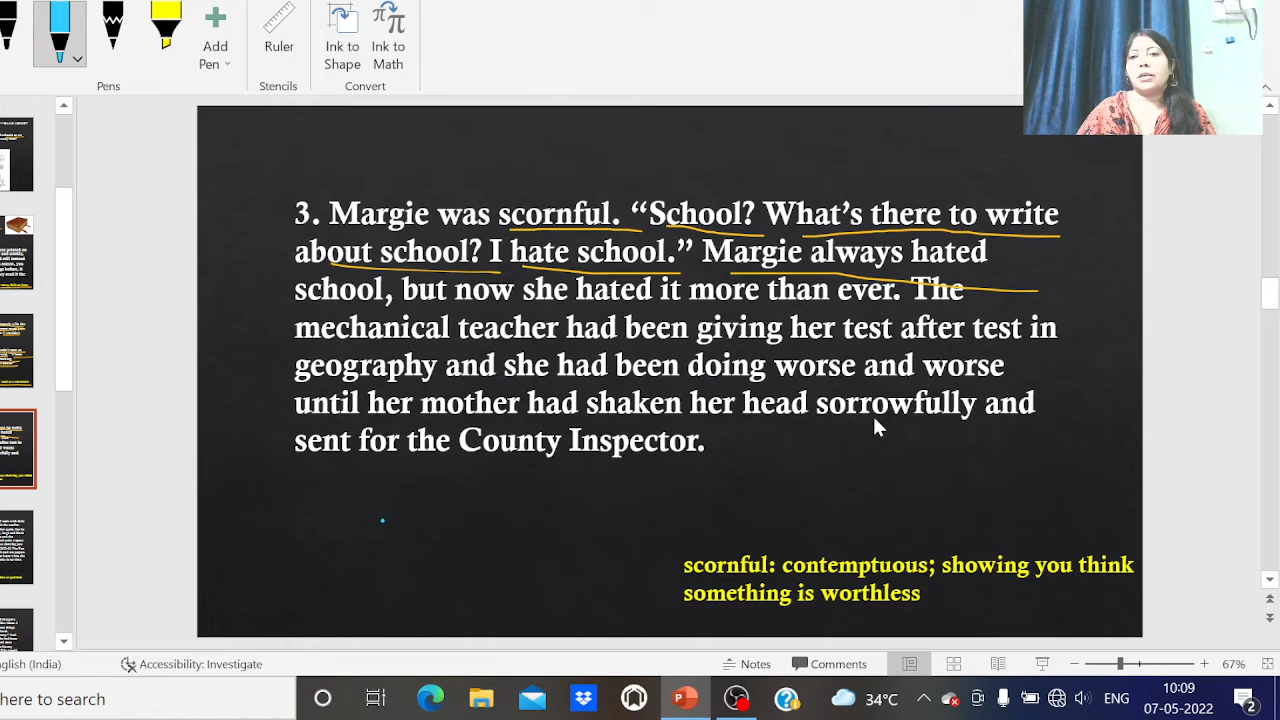 Add
Pen
Ruler
Ink to
Shape
Ink to
Math
Pens
Stencils
Convert
3. Margie was scornful. “School? What’s there to write
about school? I hate school.” Margie always hated
school, but now she hated it more than ever. The
mechanical teacher had been giving her test after test in
geography and she had been doing worse and worse
until her mother had shaken her head sorrowfully and
sent for the County Inspector.
scornful: contemptuous; showing you think
something is worthless
nglish (India)
Accessibility: Investigate
Notes
Comments
67%
here to search
34°C
ENG
10:09
07-05-2022
2